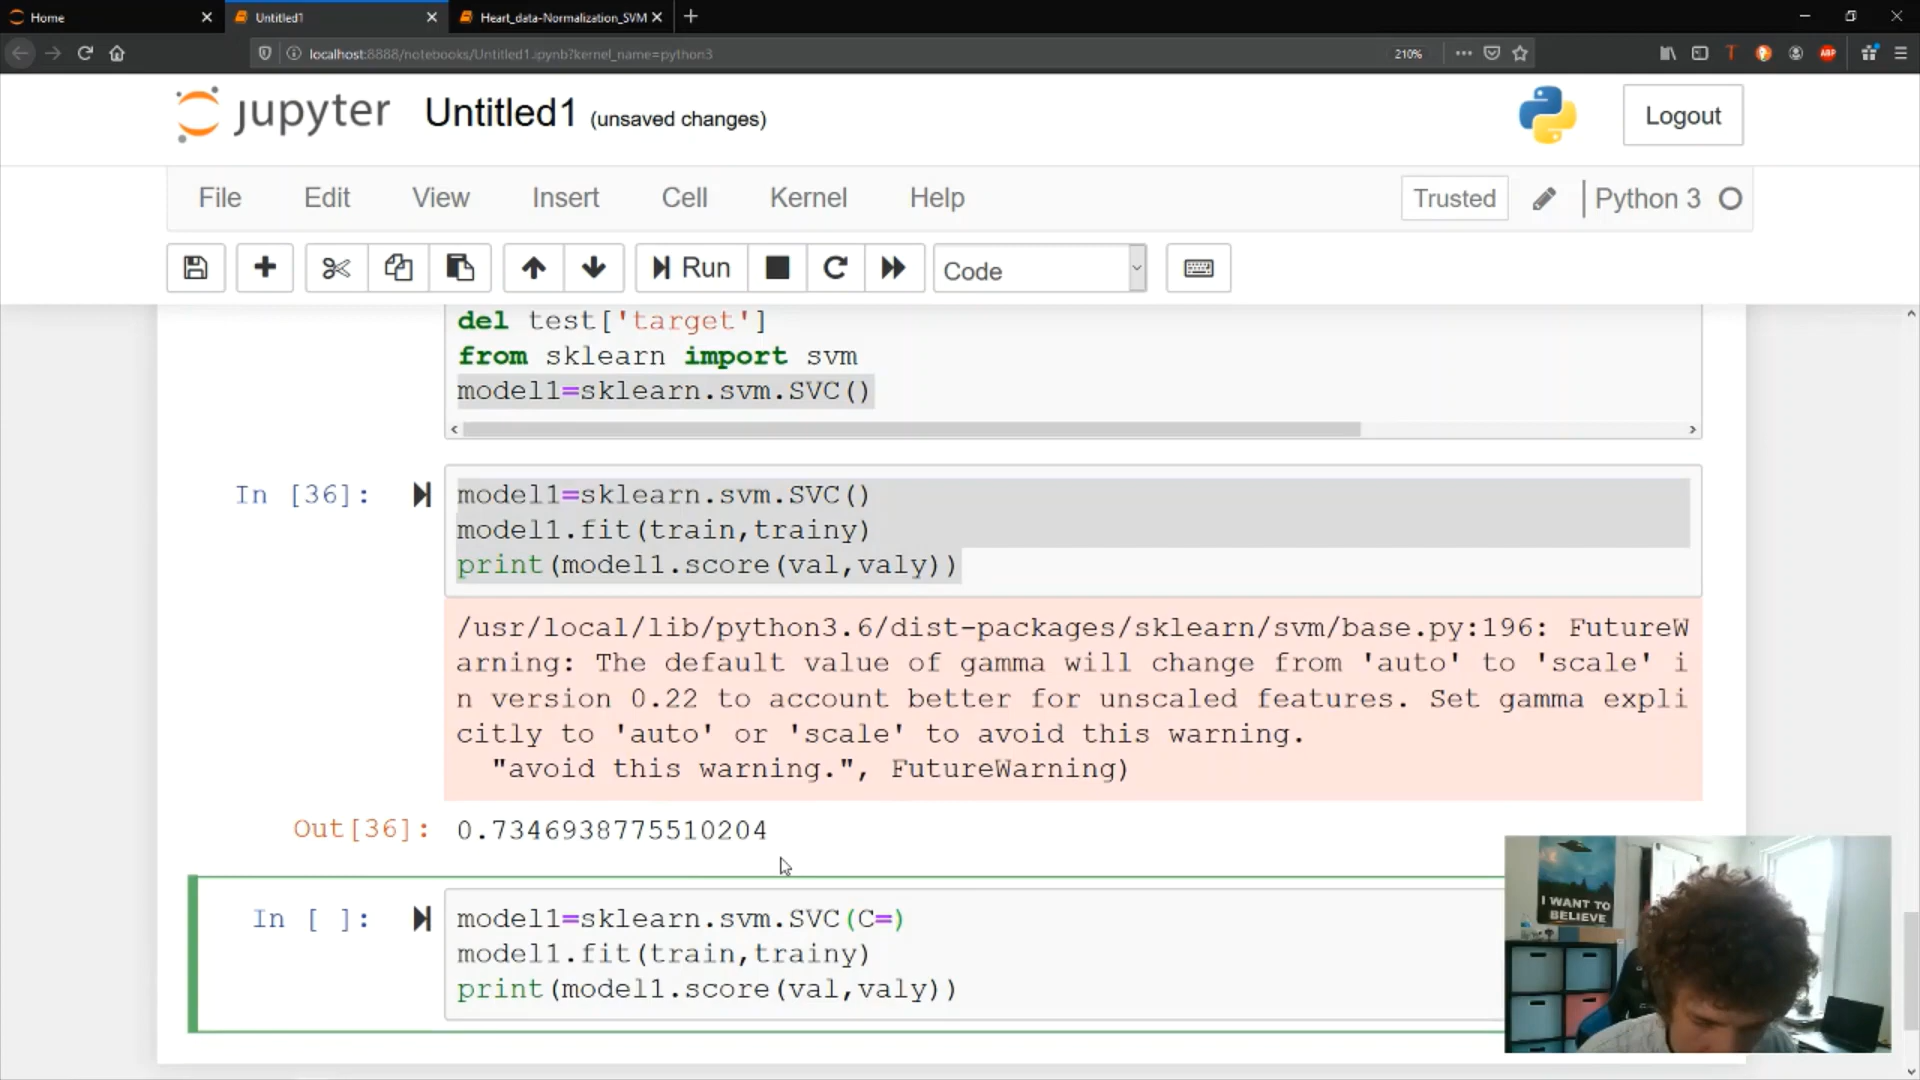 Home
Untitled1
Heart_data-Normalization_SVM
localhost:8888/notebooks/Untitled1.ipynb?kernel_name=python3
210%
T
ABP
jupyter
Untitled1 (unsaved changes)
Logout
File Edit View Insert Cell Kernel Help
Trusted
Python 3
Run
Code
del test['target']
from sklearn import svm
model1=sklearn.svm.SVC()
In [36]:
model1=sklearn.svm.SVC()
model1.fit(train,trainy)
print(model1.score(val,valy))
/usr/local/lib/python3.6/dist-packages/sklearn/svm/base.py:196: FutureW
arning: The default value of gamma will change from 'auto' to 'scale' i
n version 0.22 to account better for unscaled features. Set gamma expli
citly to 'auto' or 'scale' to avoid this warning.
"avoid this warning.", FutureWarning)
Out[36]: 0.7346938775510204
In [ ]:
model1=sklearn.svm.SVC(C=)
model1.fit(train,trainy)
print(model1.score(val,valy))
I WANT TO
BELIEVE